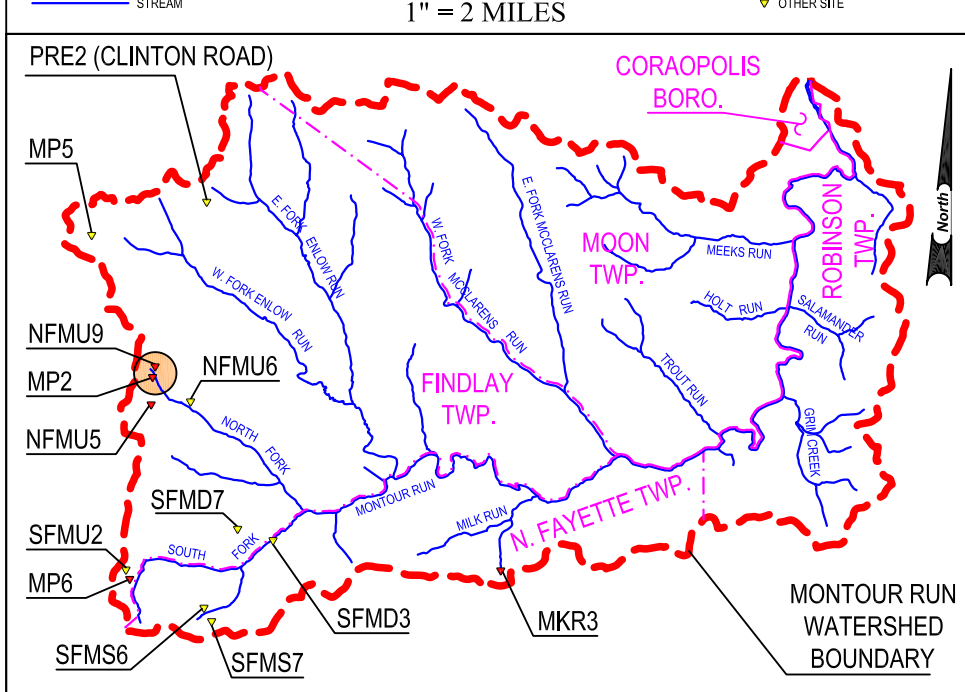 STREAM
1" = 2 MILES
OTHER SITE
PRE2 (CLINTON ROAD)
CORAOPOLIS
BORO.
MP5
North
E. FORK ENLOW RUN
W. FORK ENLOW RUN
W. FORK MCCLARENS RUN
E. FORK MCCLARENS RUN
MOON
TWP.
MEEKS RUN
ROBINSON
TWP.
HOLT RUN
SALAMANDER
RUN
NFMU9
MP2
NFMU6
NFMU5
FINDLAY
TWP.
TROUT RUN
GRIM CREEK
NORTH FORK
MONTOUR RUN
MILK RUN
N. FAYETTE TWP.
SFMD7
SFMU2
SOUTH FORK
MP6
SFMD3
MKR3
SFMS6
SFMS7
MONTOUR RUN
WATERSHED
BOUNDARY